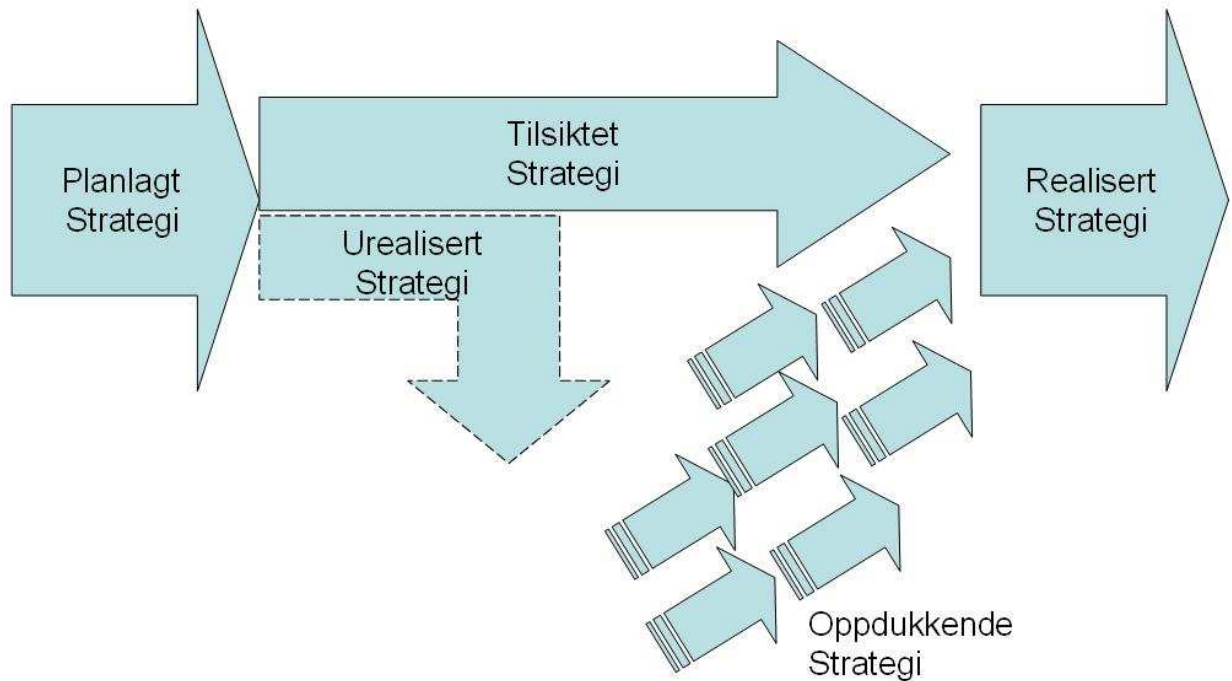 Planlagt
Strategi
Tilsiktet
Strategi
Urealisert
Strategi
Realisert
Strategi
Oppdukkende
Strategi